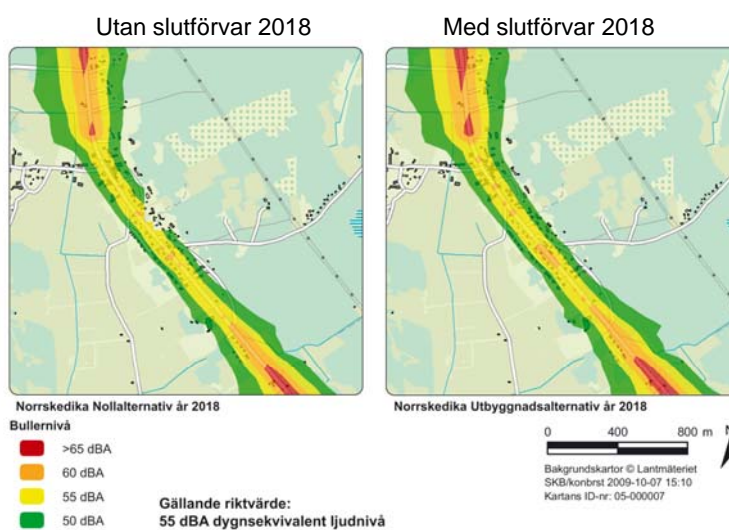 Utan slutförvar 2018
Med slutförvar 2018
Norrskedika Nollalternativ år 2018
Norrskedika Utbyggnadsalternativ år 2018
Bullernivå
>65 dBA
60 dBA
55 dBA
50 dBA
Gällande riktvärde:
55 dBA dygnsekvivalent ljudnivå
0 400 800 m
N
Bakgrundskartor © Lantmäteriet
SKB/konbrst 2009-10-07 15:10
Kartans ID-nr: 05-000007